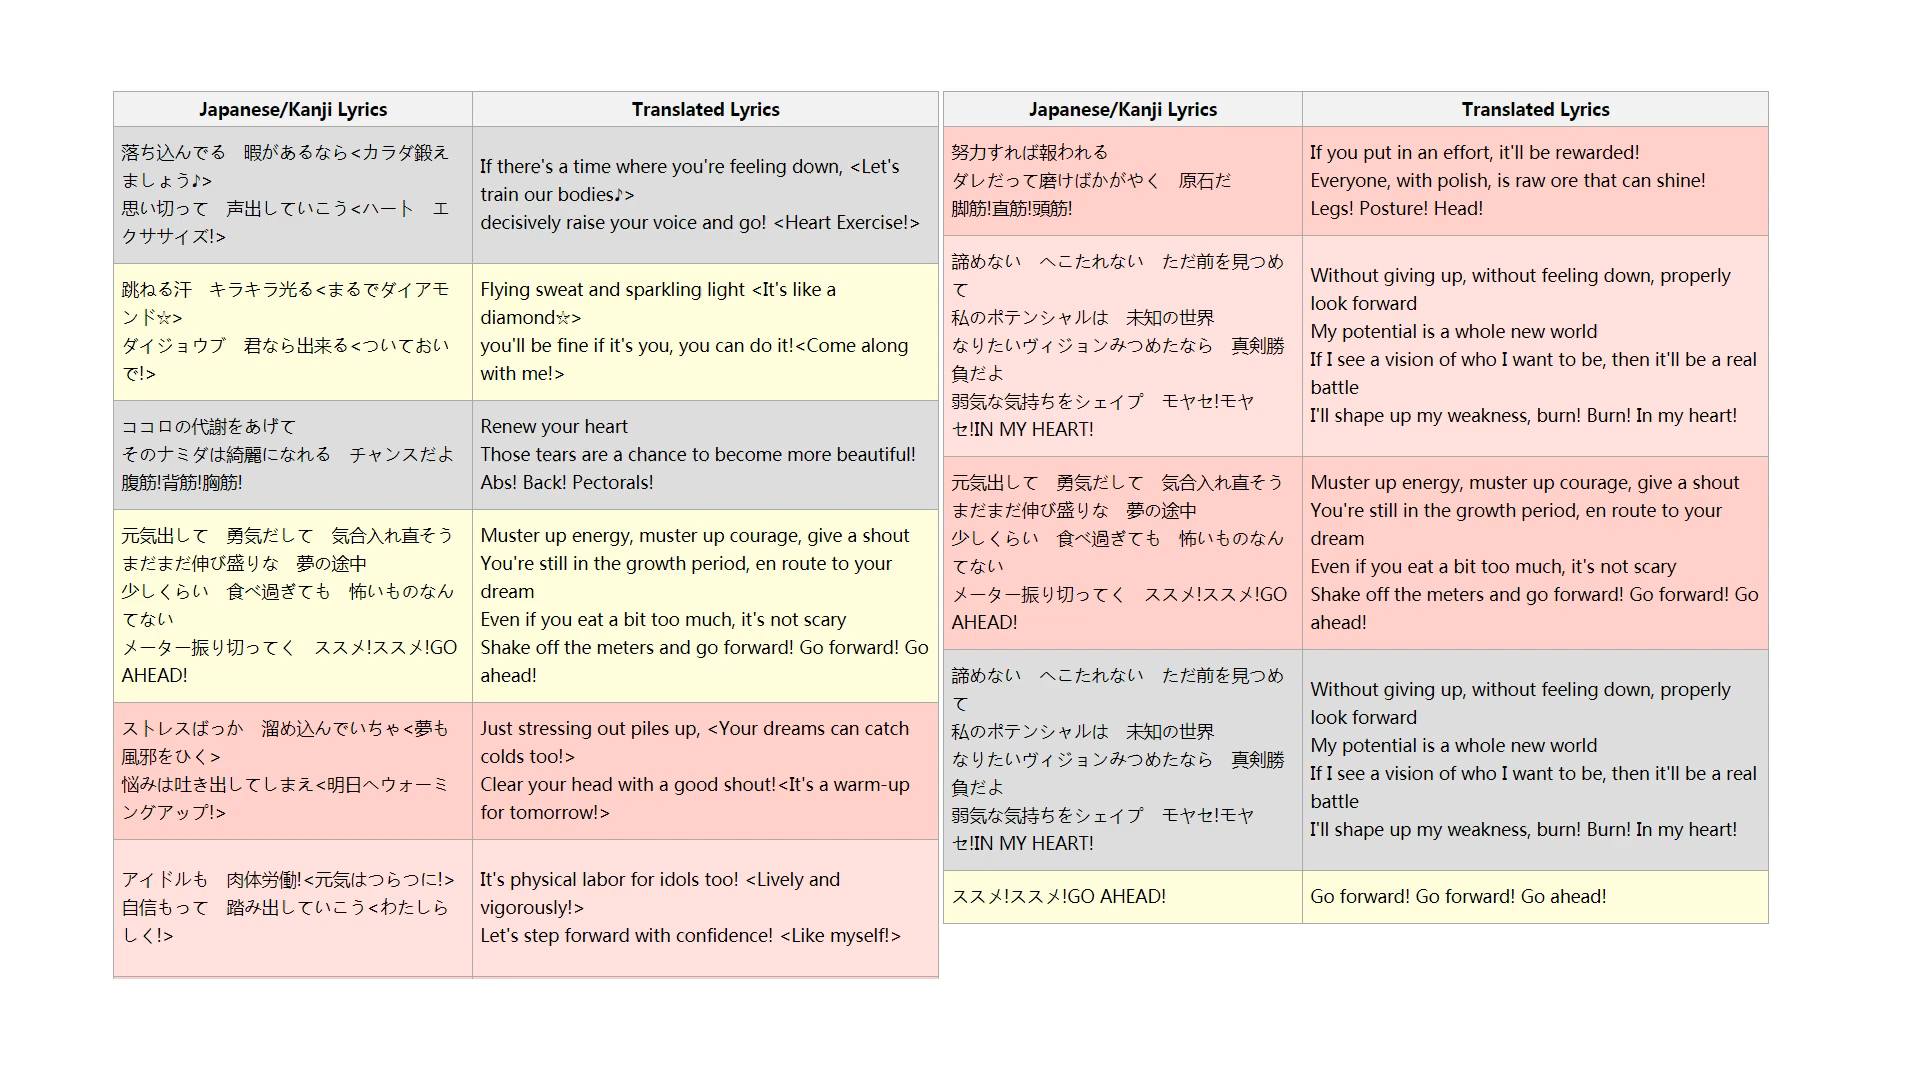 Japanese/Kanji Lyrics
Translated Lyrics
落ち込んでる　暇があるなら<カラダ鍛え
ましょう♪>
思い切って　声出していこう<ハート　エ
クササイズ!>
If there's a time where you're feeling down, <Let's
train our bodies♪>
decisively raise your voice and go! <Heart Exercise!>
跳ねる汗　キラキラ光る<まるでダイアモ
ンド☆>
ダイジョウブ　君なら出来る<ついておい
で!>
Flying sweat and sparkling light <It's like a
diamond☆>
you'll be fine if it's you, you can do it!<Come along
with me!>
ココロの代謝をあげて
そのナミダは綺麗になれる　チャンスだよ
腹筋!背筋!胸筋!
Renew your heart
Those tears are a chance to become more beautiful!
Abs! Back! Pectorals!
元気出して　勇気だして　気合入れ直そう
まだまだ伸び盛りな　夢の途中
少しくらい　食べ過ぎても　怖いものなん
てない
メーター振り切ってく　ススメ!ススメ!GO
AHEAD!
Muster up energy, muster up courage, give a shout
You're still in the growth period, en route to your
dream
Even if you eat a bit too much, it's not scary
Shake off the meters and go forward! Go forward! Go
ahead!
ストレスばっか　溜め込んでいちゃ<夢も
風邪をひく>
悩みは吐き出してしまえ<明日へウォーミ
ングアップ!>
Just stressing out piles up, <Your dreams can catch
colds too!>
Clear your head with a good shout!<It's a warm-up
for tomorrow!>
アイドルも　肉体労働!<元気はつらつに!>
自信もって　踏み出していこう<わたしら
しく!>
It's physical labor for idols too! <Lively and
vigorously!>
Let's step forward with confidence! <Like myself!>
Japanese/Kanji Lyrics
Translated Lyrics
努力すれば報われる
ダレだって磨けばかがやく　原石だ
脚筋!直筋!頭筋!
If you put in an effort, it'll be rewarded!
Everyone, with polish, is raw ore that can shine!
Legs! Posture! Head!
諦めない　へこたれない　ただ前を見つめ
て
私のポテンシャルは　未知の世界
なりたいヴィジョンみつめたなら　真剣勝
負だよ
弱気な気持ちをシェイプ　モヤセ!モヤ
セ!IN MY HEART!
Without giving up, without feeling down, properly
look forward
My potential is a whole new world
If I see a vision of who I want to be, then it'll be a real
battle
I'll shape up my weakness, burn! Burn! In my heart!
元気出して　勇気だして　気合入れ直そう
まだまだ伸び盛りな　夢の途中
少しくらい　食べ過ぎても　怖いものなん
てない
メーター振り切ってく　ススメ!ススメ!GO
AHEAD!
Muster up energy, muster up courage, give a shout
You're still in the growth period, en route to your
dream
Even if you eat a bit too much, it's not scary
Shake off the meters and go forward! Go forward! Go
ahead!
諦めない　へこたれない　ただ前を見つめ
て
私のポテンシャルは　未知の世界
なりたいヴィジョンみつめたなら　真剣勝
負だよ
弱気な気持ちをシェイプ　モヤセ!モヤ
セ!IN MY HEART!
Without giving up, without feeling down, properly
look forward
My potential is a whole new world
If I see a vision of who I want to be, then it'll be a real
battle
I'll shape up my weakness, burn! Burn! In my heart!
ススメ!ススメ!GO AHEAD!
Go forward! Go forward! Go ahead!